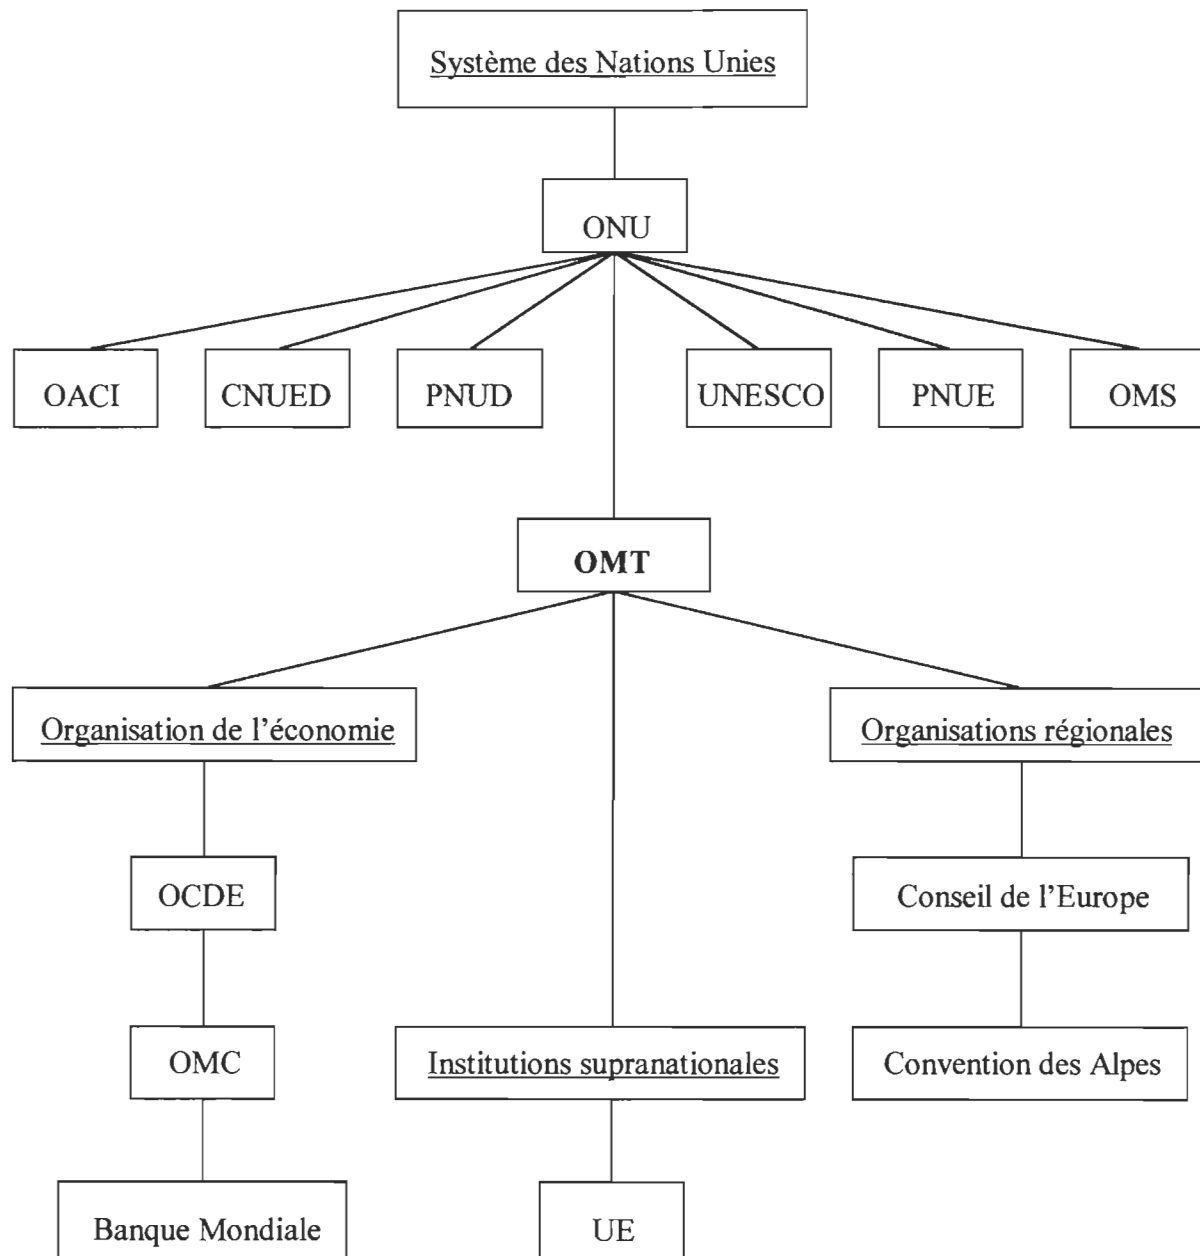 Système des Nations Unies
ONU
OACI
CNUED
PNUD
UNESCO
PNUE
OMS
OMT
Organisation de l'économie
Organisations régionales
OCDE
Conseil de l'Europe
OMC
Institutions supranationales
Convention des Alpes
Banque Mondiale
UE